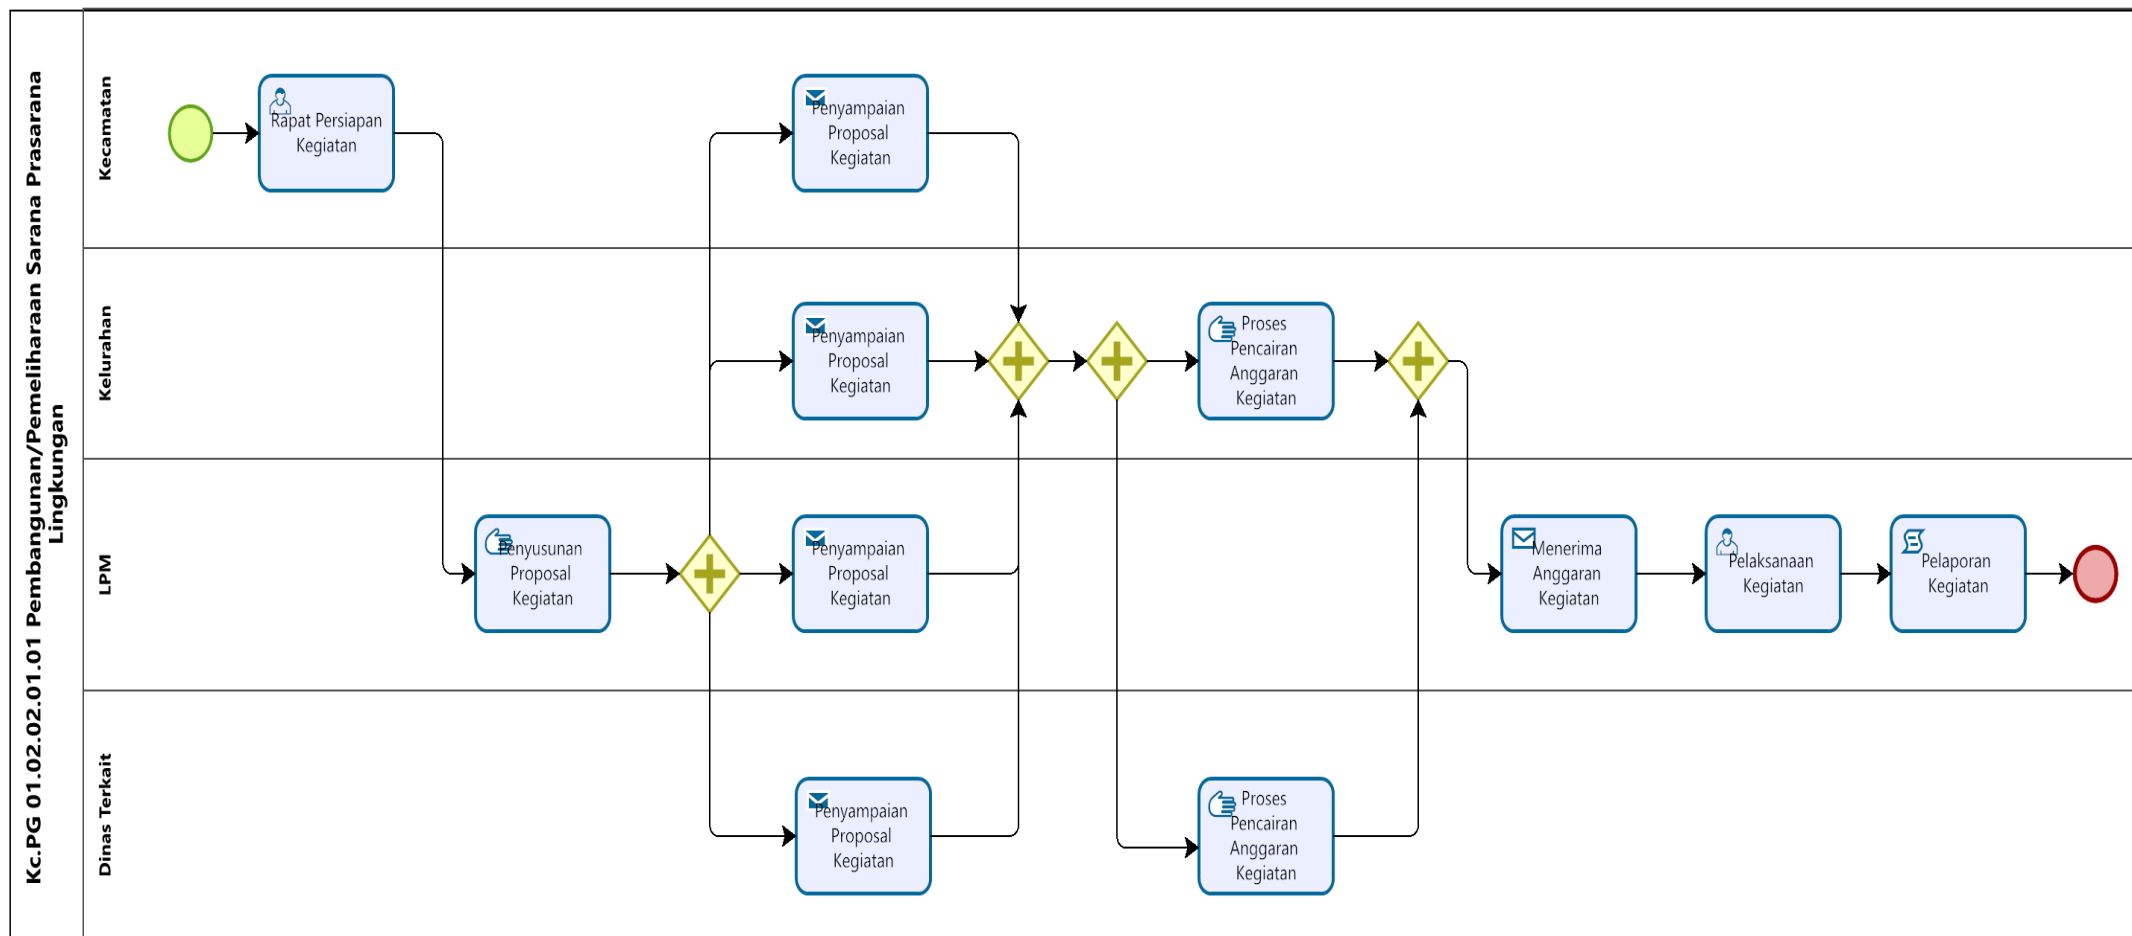 Kc.PG 01.02.02.01.01 Pembangunan/Pemeliharaan Sarana Prasarana
Lingkungan
Kecamatan
Rapat Persiapan
Kegiatan
Penyampaian
Proposal
Kegiatan
Kelurahan
Penyampaian
Proposal
Kegiatan
Proses
Pencairan
Anggaran
Kegiatan
LPM
Penyusunan
Proposal
Kegiatan
Penyampaian
Proposal
Kegiatan
Menerima
Anggaran
Kegiatan
Pelaksanaan
Kegiatan
Pelaporan
Kegiatan
Dinas Terkait
Penyampaian
Proposal
Kegiatan
Proses
Pencairan
Anggaran
Kegiatan